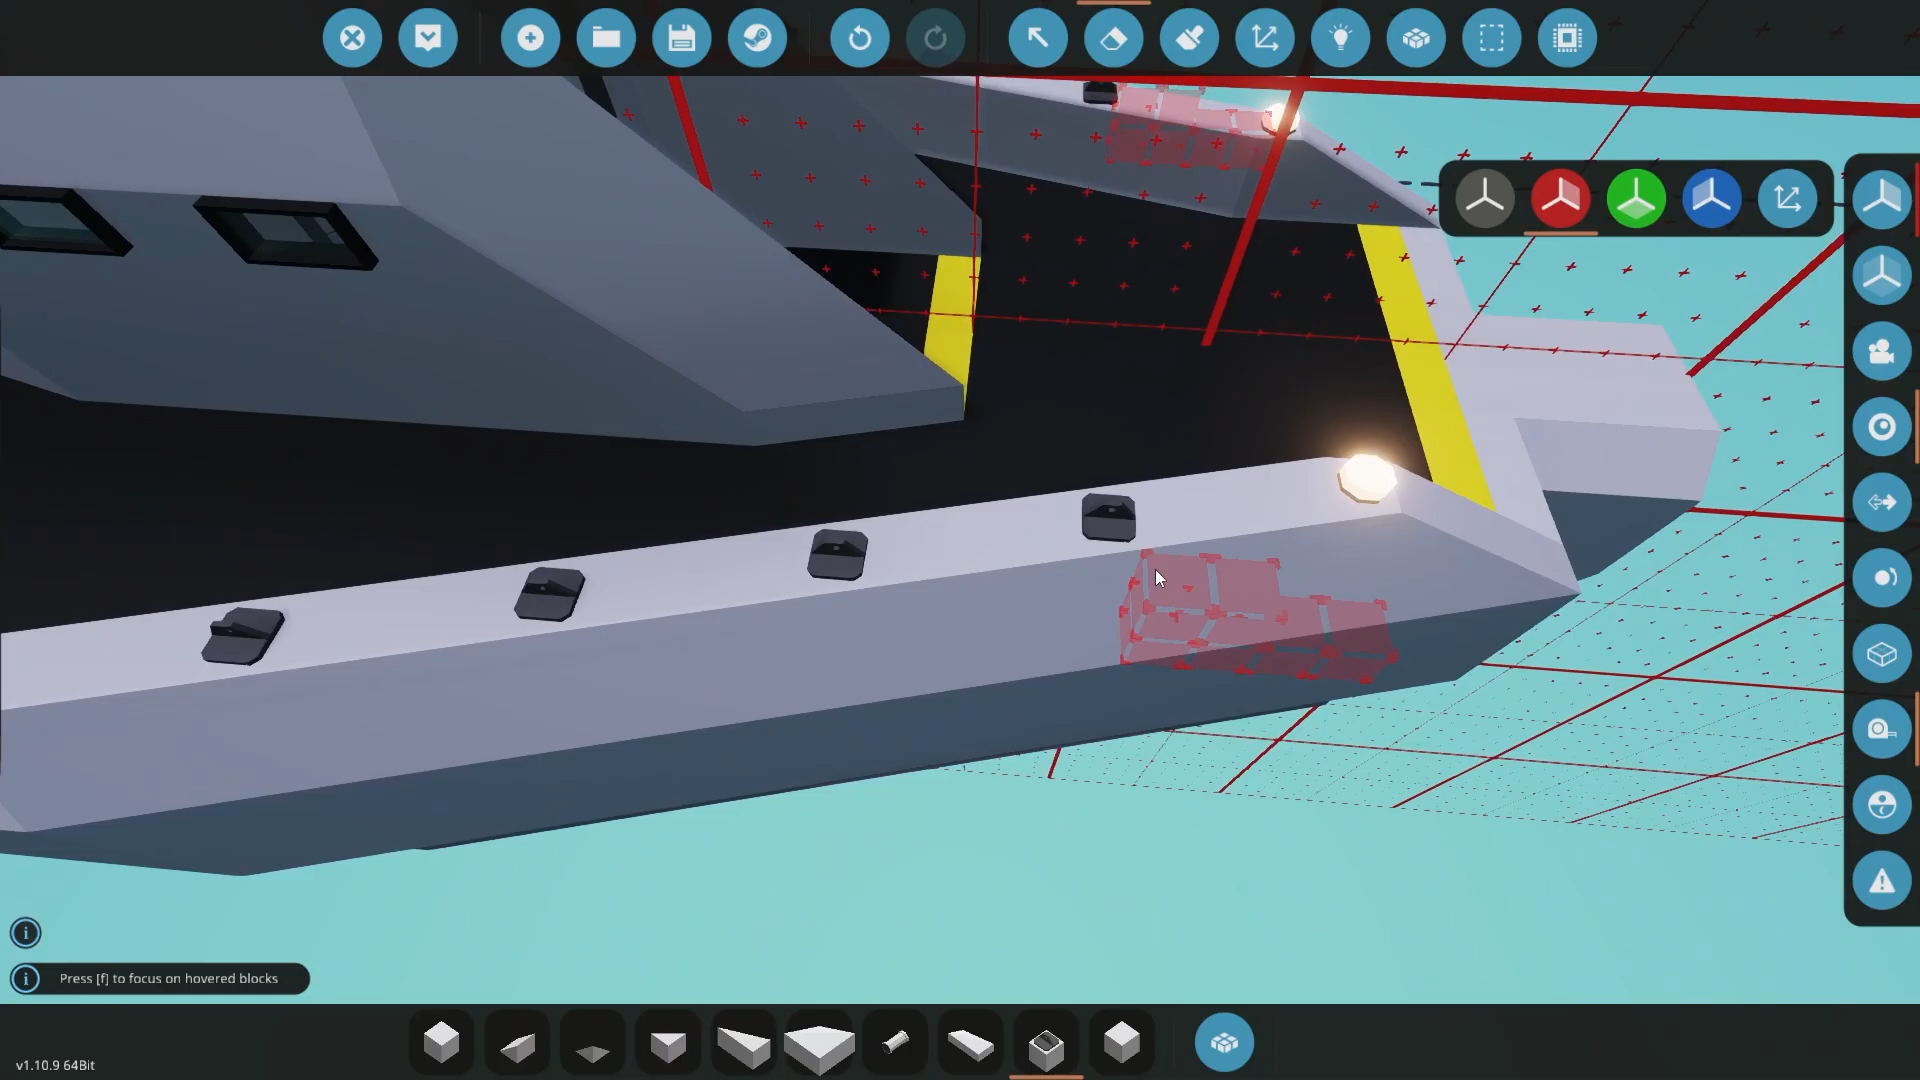 Press [f] to focus on hovered blocks
v1.10.9 64Bit